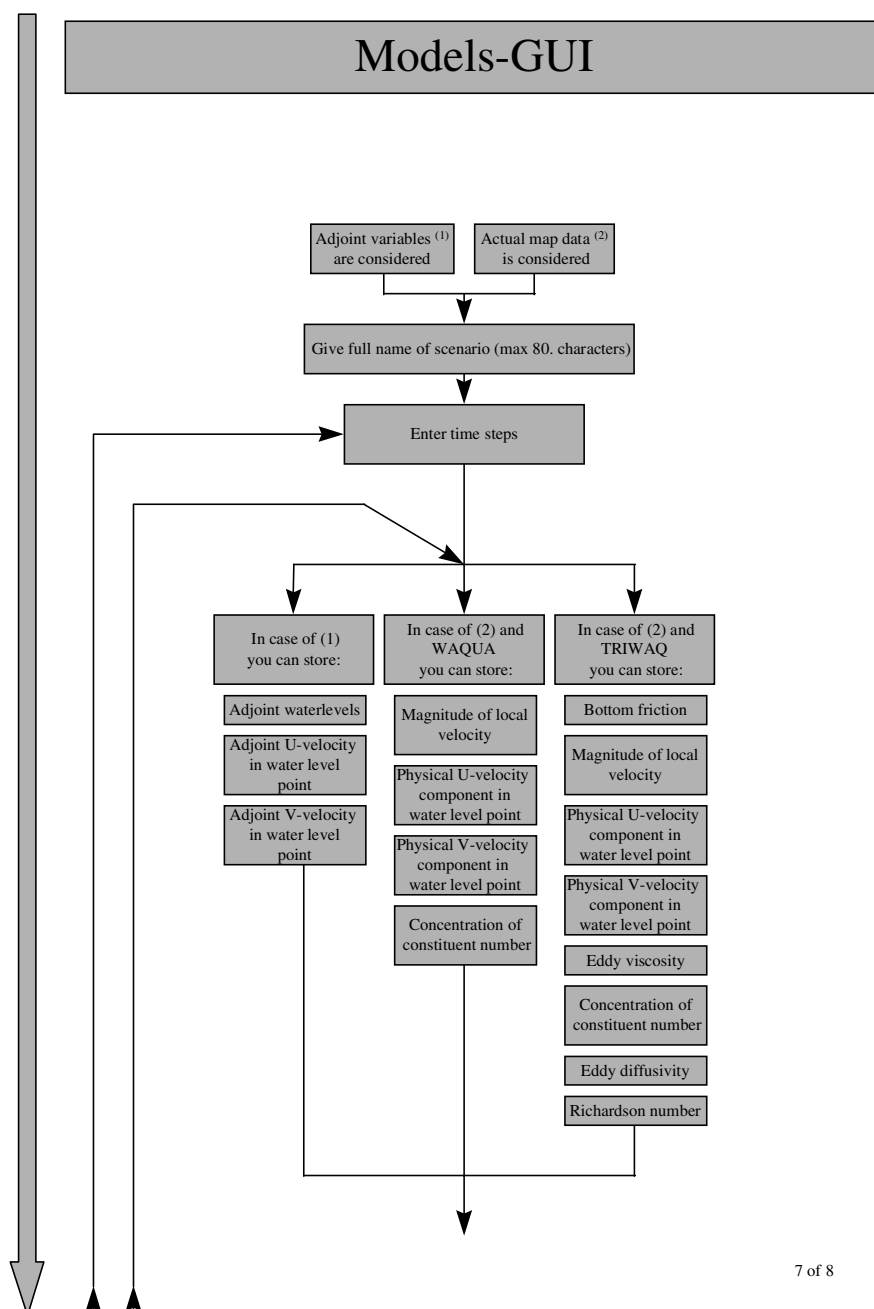 Models-GUI
Adjoint variables (1)
are considered
Actual map data (2)
is considered
Give full name of scenario (max 80. characters)
Enter time steps
In case of (1)
you can store:
In case of (2) and
WAQUA
you can store:
In case of (2) and
TRIWAQ
you can store:
Adjoint waterlevels
Adjoint U-velocity
in water level
point
Adjoint V-velocity
in water level
point
Magnitude of local
velocity
Physical U-velocity
component in
water level point
Physical V-velocity
component in
water level point
Concentration of
constituent number
Bottom friction
Magnitude of local
velocity
Physical U-velocity
component in
water level point
Physical V-velocity
component in
water level point
Eddy viscosity
Concentration of
constituent number
Eddy diffusivity
Richardson number
7 of 8